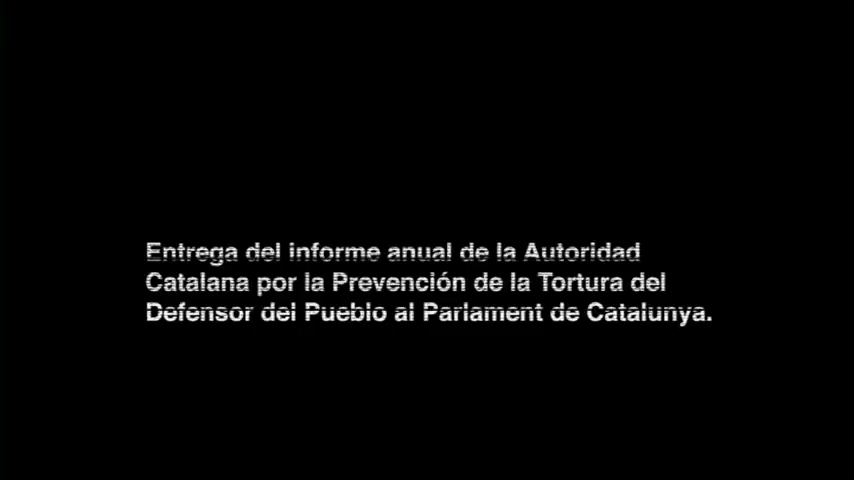 Entrega del informe anual de la Autoridad
Catalana por la Prevención de la Tortura del
Defensor del Pueblo al Parlament de Catalunya.